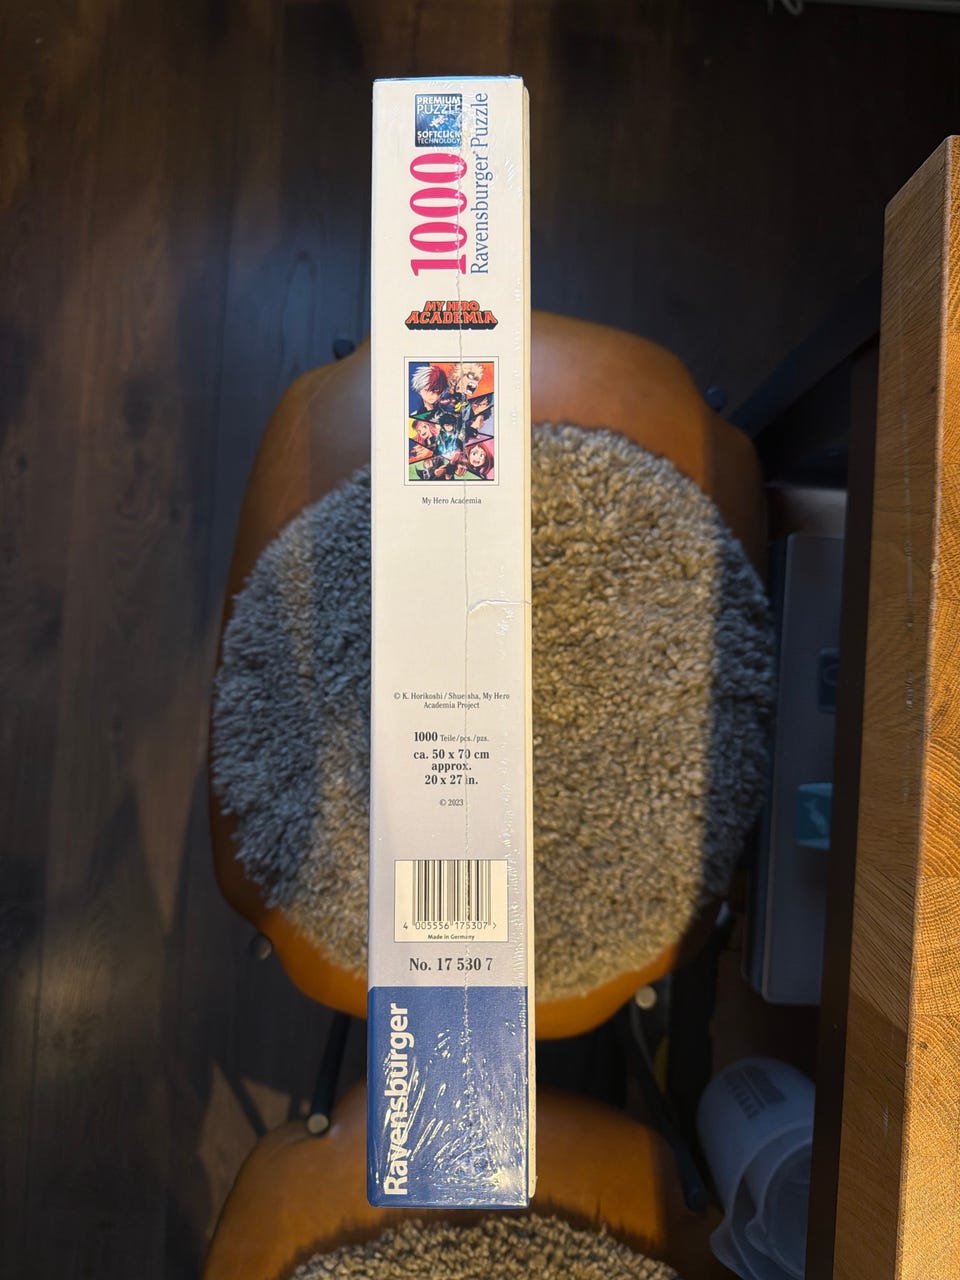 PREMIUM
PUZZLE
SOFTCLICK
TECHNOLOGY
1000
Ravensburger Puzzle
MY HERO
ACADEMIA
My Hero Academia
© K. Horikoshi / Shueisha, My Hero
Academia Project
1000 Teile/pcs./pzs.
ca. 50 x 70 cm
approx.
20 x 27 in.
© 2023
4 005556 175307 >
Made in Germany
No. 17 530 7
Ravensburger